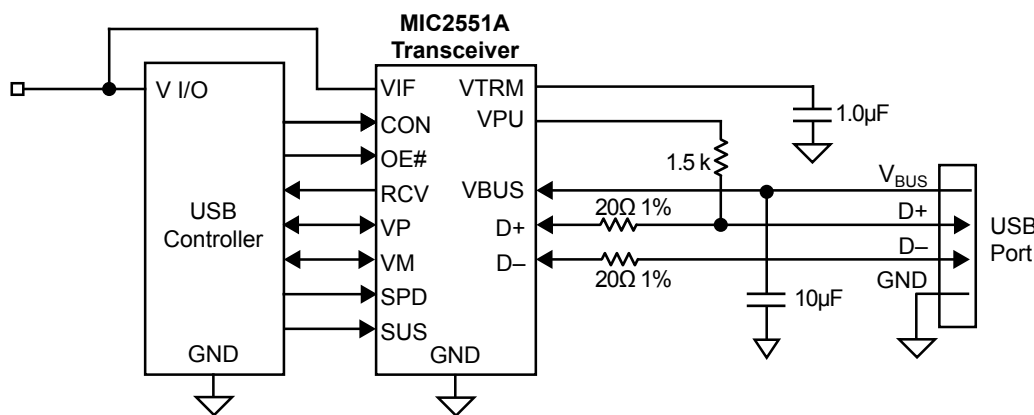 MIC2551A
Transceiver
V I/O
VIF
VTRM
CON
VPU
1.0µF
OE#
1.5 k
RCV
VBUS
VBUS
USB
Controller
VP
D+
20Ω 1%
D+
USB
Port
VM
D–
20Ω 1%
D–
SPD
GND
10µF
SUS
GND
GND